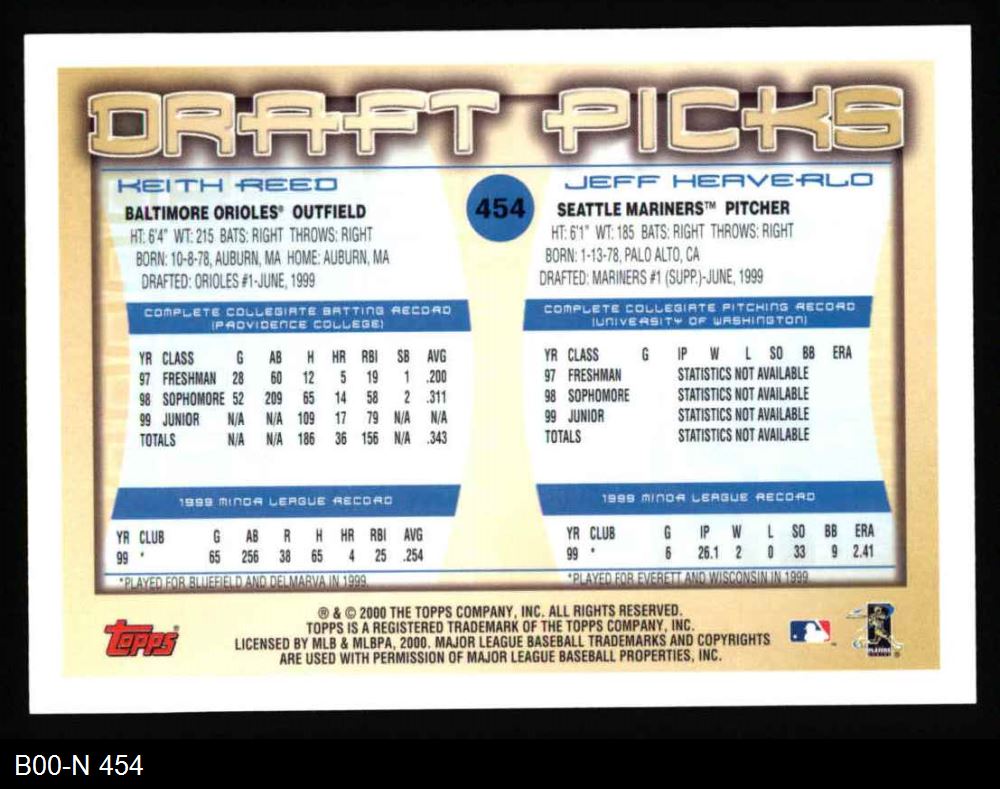 DRAFT PICKS
KEITH REED
BALTIMORE ORIOLES® OUTFIELD
HT: 6'4" WT: 215 BATS: RIGHT THROWS: RIGHT
BORN: 10-8-78, AUBURN, MA HOME: AUBURN, MA
DRAFTED: ORIOLES #1-JUNE, 1999
COMPLETE COLLEGIATE BATTING RECORD
(PROVIDENCE COLLEGE)
YR CLASS G AB H HR RBI SB AVG
97 FRESHMAN 28 60 12 5 19 1 .200
98 SOPHOMORE 52 209 65 14 58 2 .311
99 JUNIOR N/A N/A 109 17 79 N/A N/A
TOTALS N/A N/A 186 36 156 N/A .343
1999 MINOR LEAGUE RECORD
YR CLUB G AB R H HR RBI AVG
99 * 65 256 38 65 4 25 .254
*PLAYED FOR BLUEFIELD AND DELMARVA IN 1999.
454
JEFF HEAVERLO
SEATTLE MARINERS™ PITCHER
HT: 6'1" WT: 185 BATS: RIGHT THROWS: RIGHT
BORN: 1-13-78, PALO ALTO, CA
DRAFTED: MARINERS #1 (SUPP.)-JUNE, 1999
COMPLETE COLLEGIATE PITCHING RECORD
(UNIVERSITY OF WASHINGTON)
YR CLASS G IP W L SO BB ERA
97 FRESHMAN STATISTICS NOT AVAILABLE
98 SOPHOMORE STATISTICS NOT AVAILABLE
99 JUNIOR STATISTICS NOT AVAILABLE
TOTALS STATISTICS NOT AVAILABLE
1999 MINOR LEAGUE RECORD
YR CLUB G IP W L SO BB ERA
99 * 6 26.1 2 0 33 9 2.41
*PLAYED FOR EVERETT AND WISCONSIN IN 1999.
Topps®
® & © 2000 THE TOPPS COMPANY, INC. ALL RIGHTS RESERVED.
TOPPS IS A REGISTERED TRADEMARK OF THE TOPPS COMPANY, INC.
LICENSED BY MLB & MLBPA, 2000. MAJOR LEAGUE BASEBALL TRADEMARKS AND COPYRIGHTS
ARE USED WITH PERMISSION OF MAJOR LEAGUE BASEBALL PROPERTIES, INC.
B00-N 454